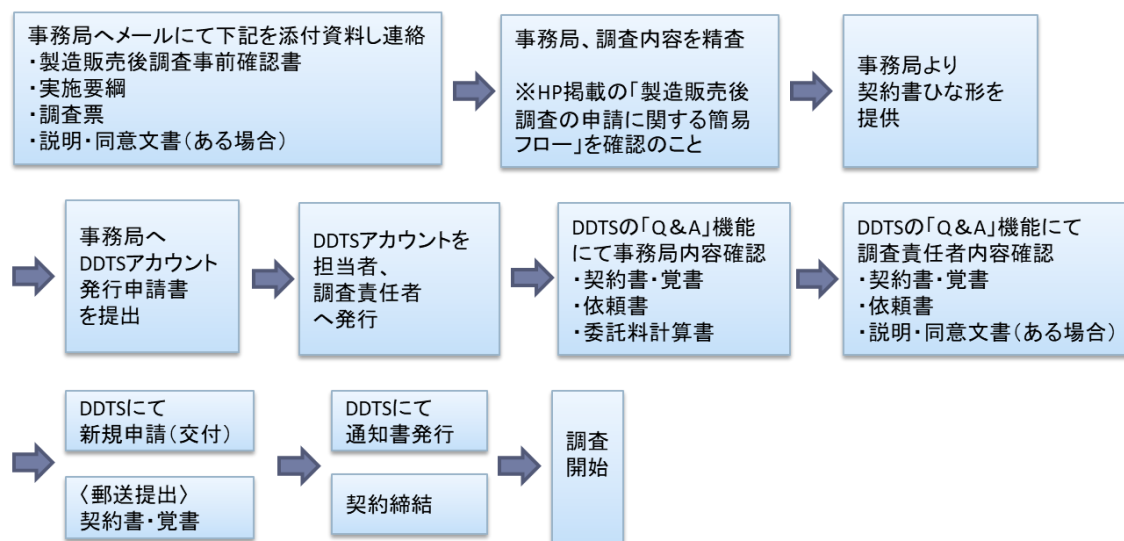 事務局へメールにて下記を添付資料し連絡
・製造販売後調査事前確認書
・実施要綱
・調査票
・説明・同意文書(ある場合)
事務局、調査内容を精査
※HP掲載の「製造販売後
調査の申請に関する簡易
フロー」を確認のこと
事務局より
契約書ひな形を
提供
事務局へ
DDTSアカウント
発行申請書
を提出
DDTSアカウントを
担当者、
調査責任者
へ発行
DDTSの「Q&A」機能
にて事務局内容確認
・契約書・覚書
・依頼書
・委託料計算書
DDTSの「Q&A」機能にて
調査責任者内容確認
・契約書・覚書
・依頼書
・説明・同意文書(ある場合)
DDTSにて
新規申請(交付)
〈郵送提出〉
契約書・覚書
DDTSにて
通知書発行
契約締結
調査
開始